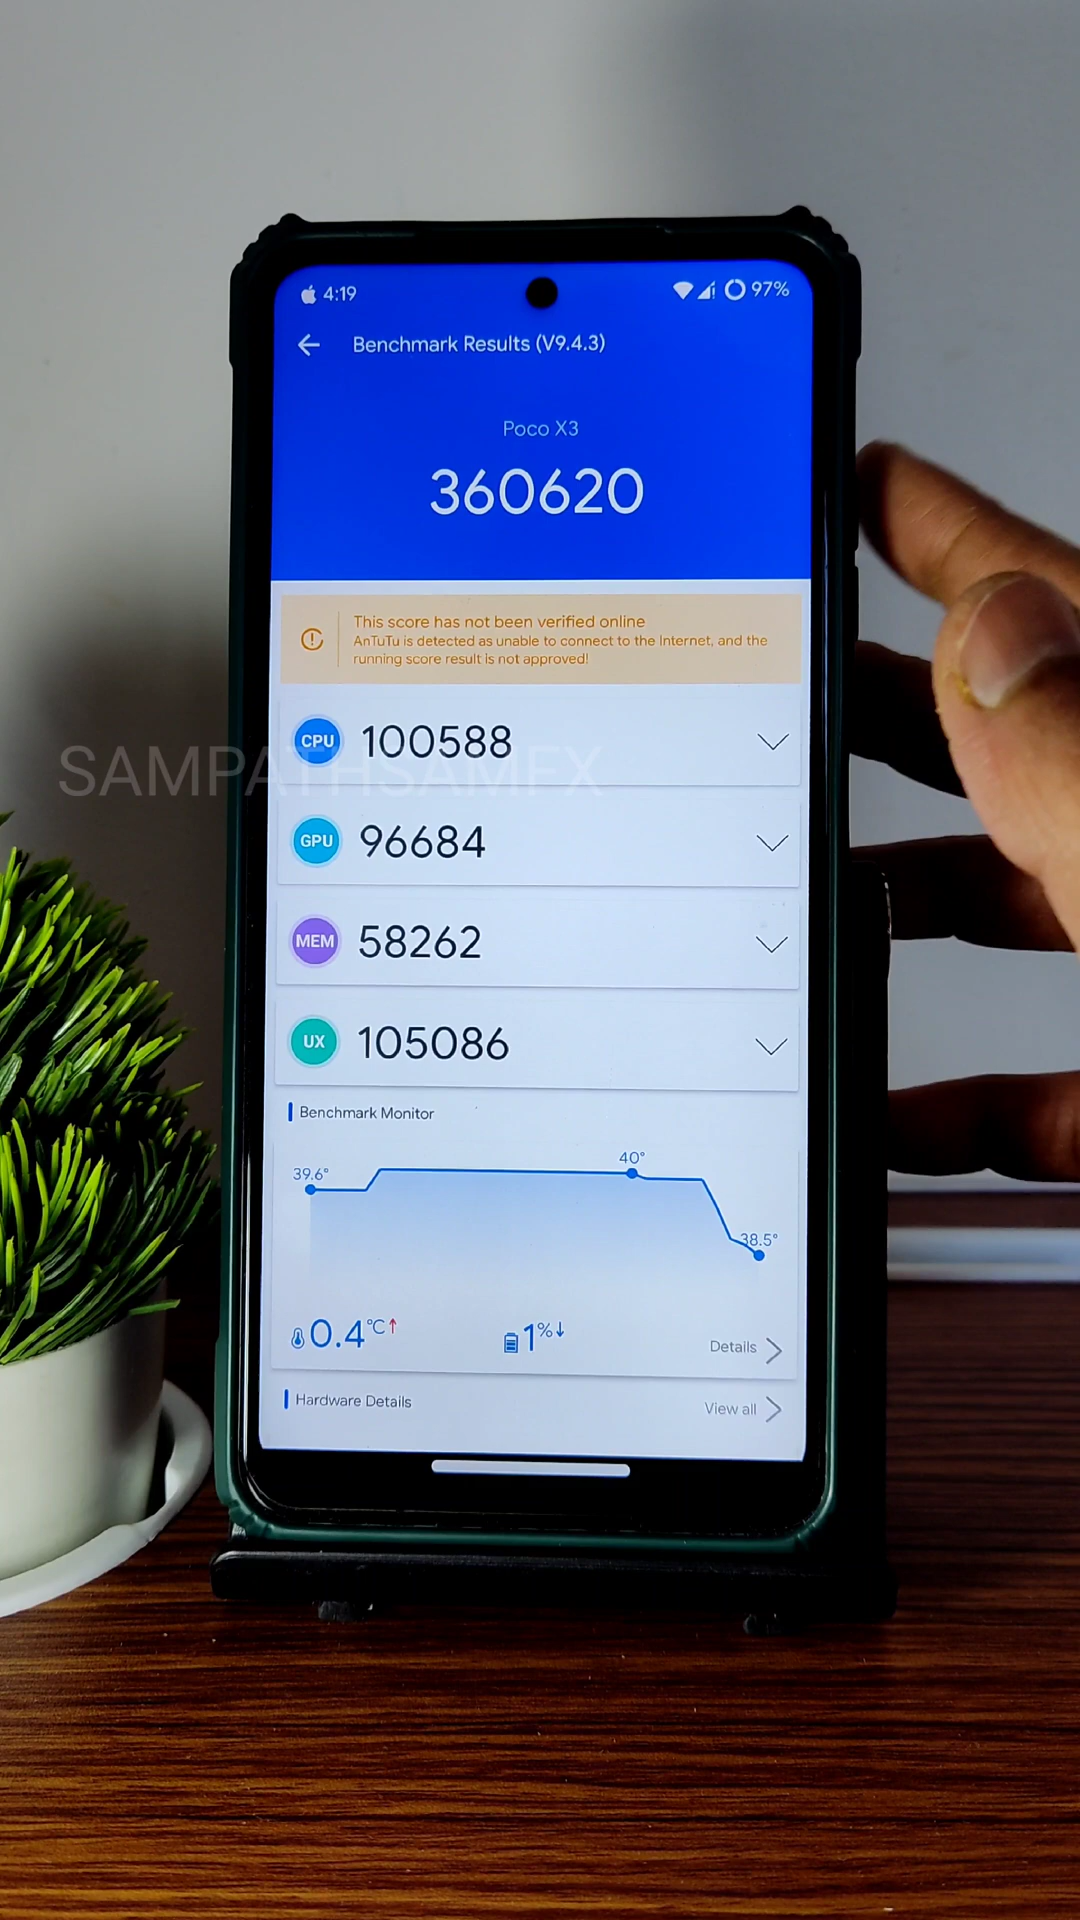 4:19
97%
Benchmark Results (V9.4.3)
Poco X3
360620
This score has not been verified online
AnTuTu is detected as unable to connect to the Internet, and the
running score result is not approved!
CPU 100588
SAMPATHSAMFX
GPU 96684
MEM 58262
UX 105086
Benchmark Monitor
39.6°
40°
38.5°
0.4°C↑
1%↓
Details
Hardware Details
View all